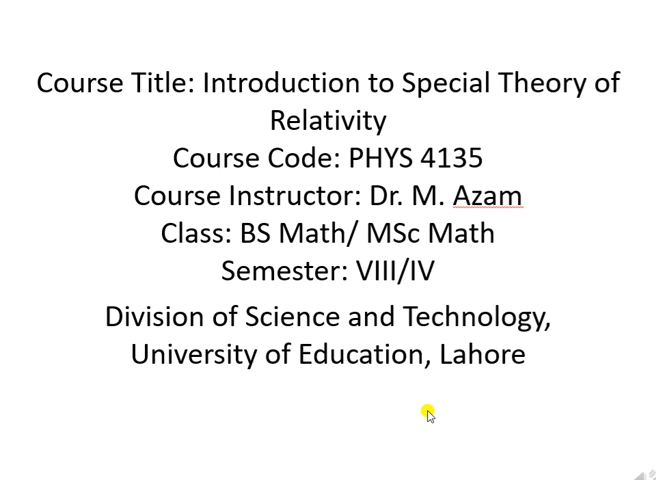 Course Title: Introduction to Special Theory of
Relativity
Course Code: PHYS 4135
Course Instructor: Dr. M. Azam
Class: BS Math/ MSc Math
Semester: VIII/IV
Division of Science and Technology,
University of Education, Lahore